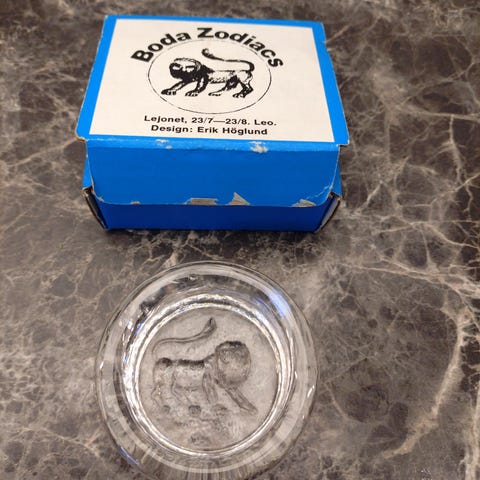 Boda Zodiacs
Lejonet, 23/7—23/8. Leo.
Design: Erik Höglund